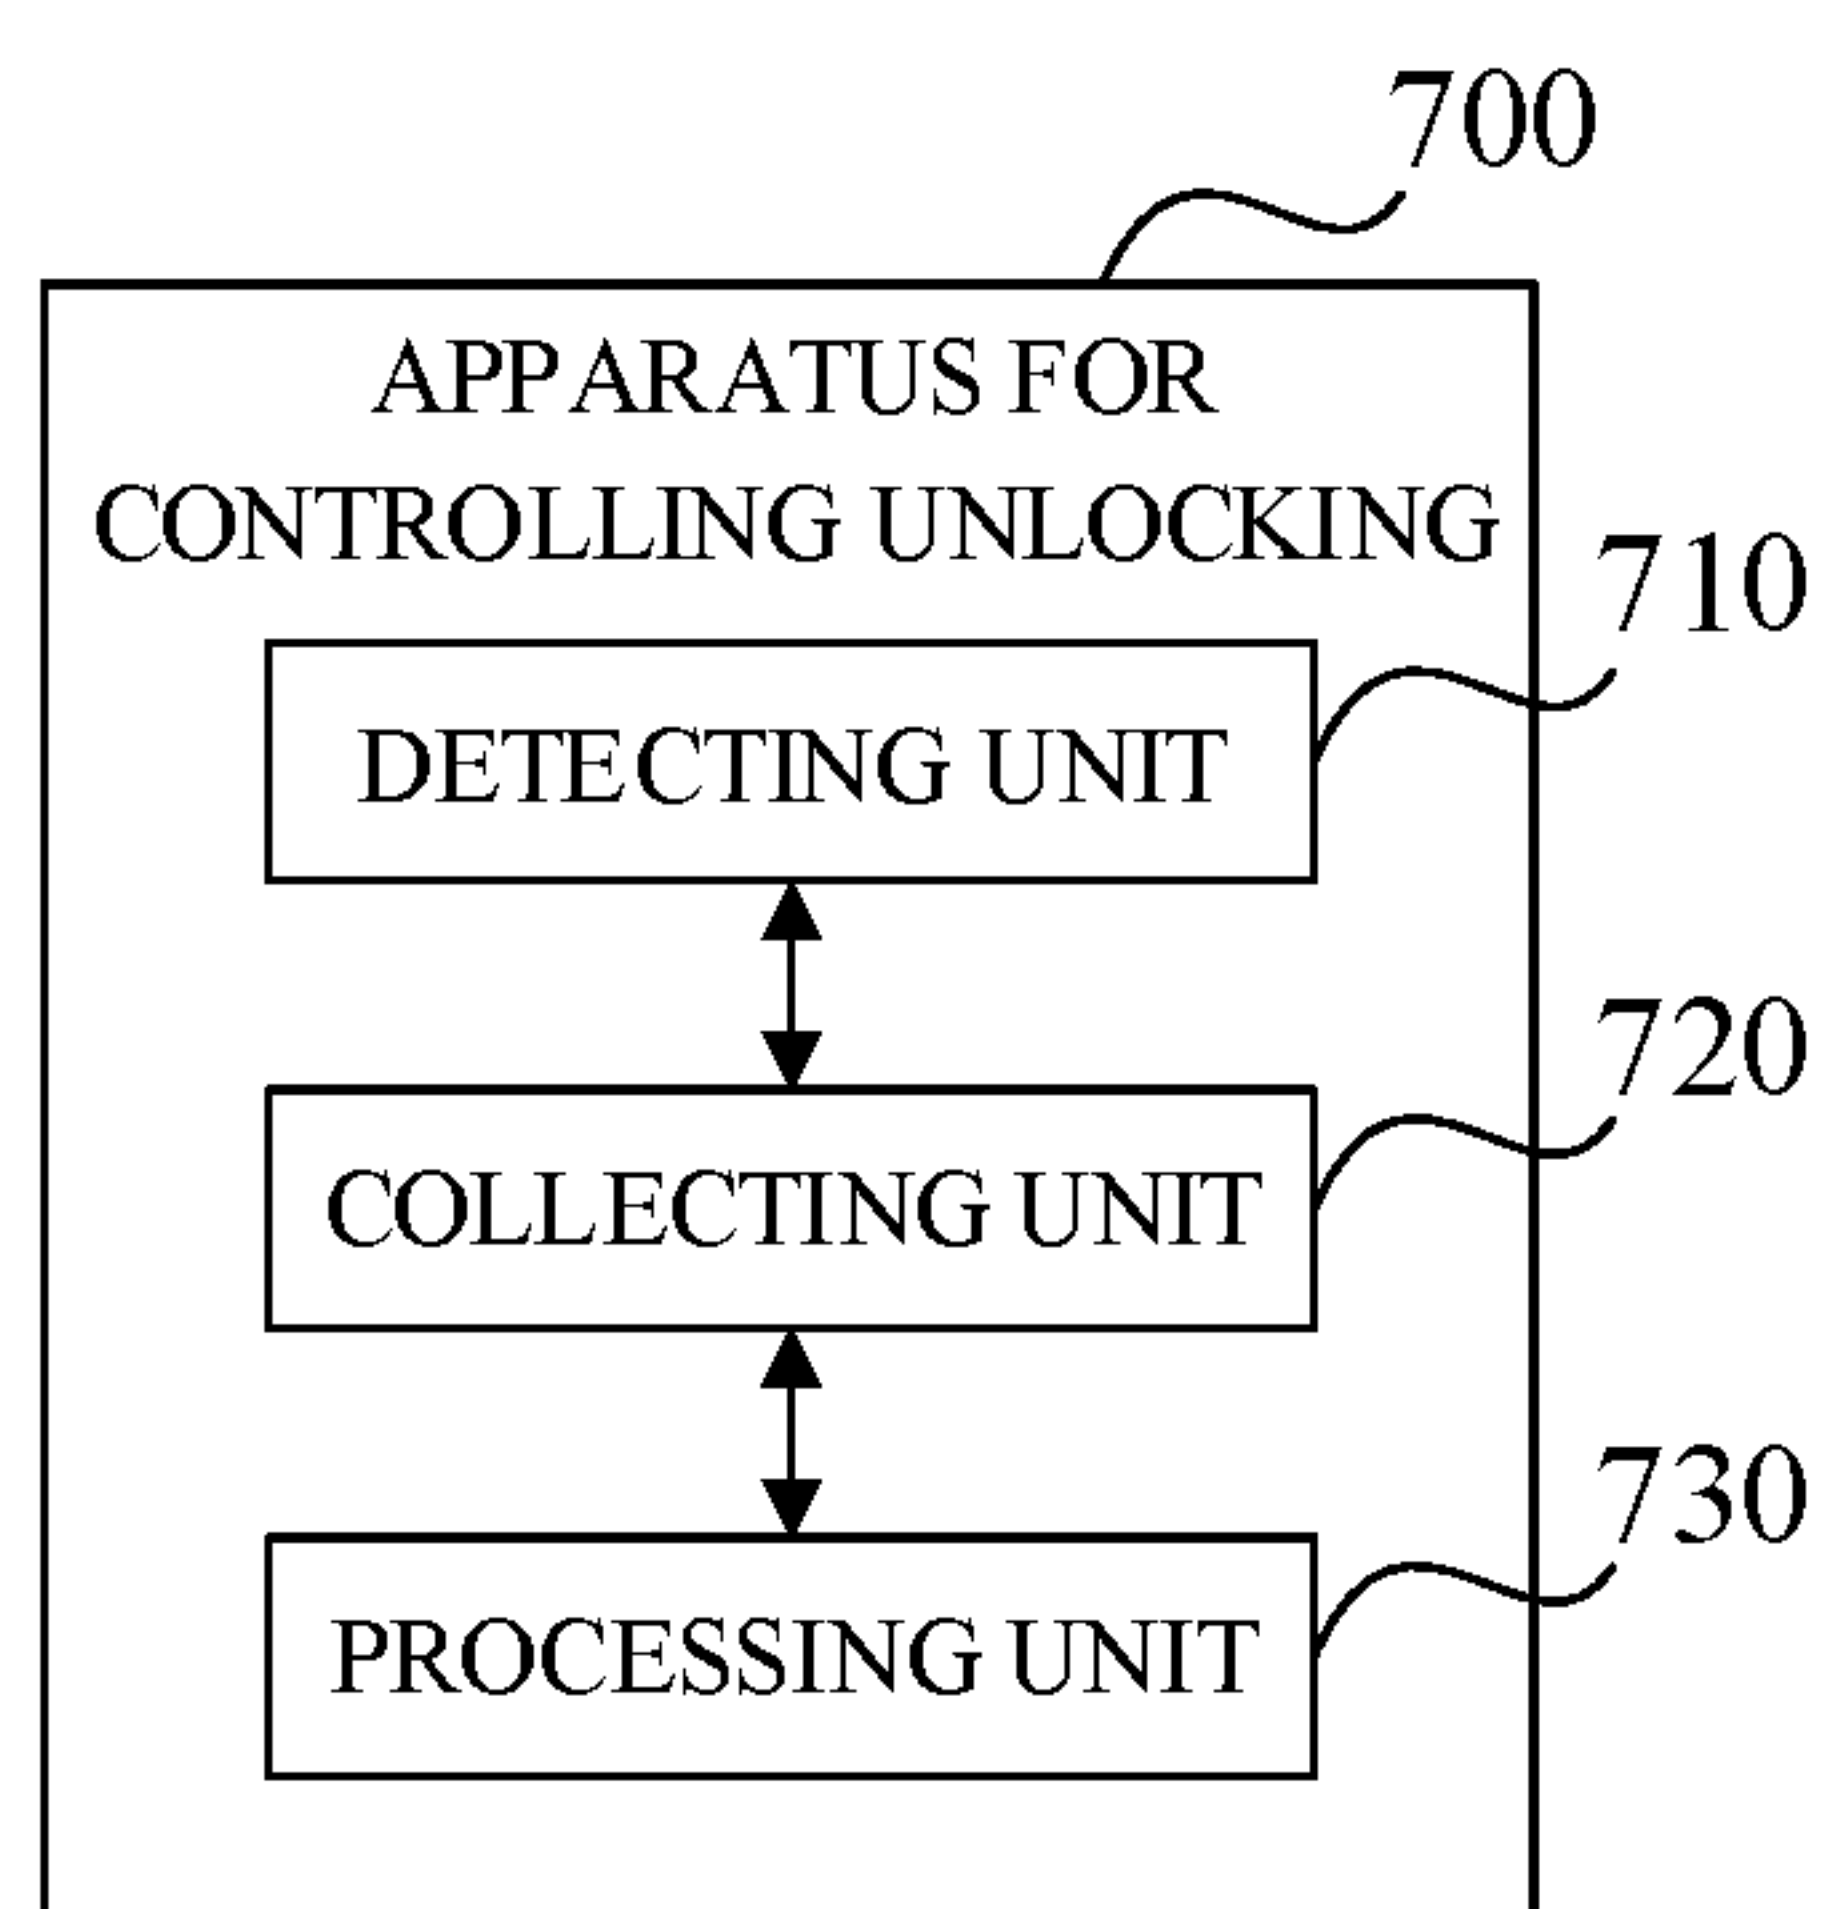 700
APPARATUS FOR
CONTROLLING UNLOCKING
710
DETECTING UNIT
720
COLLECTING UNIT
730
PROCESSING UNIT